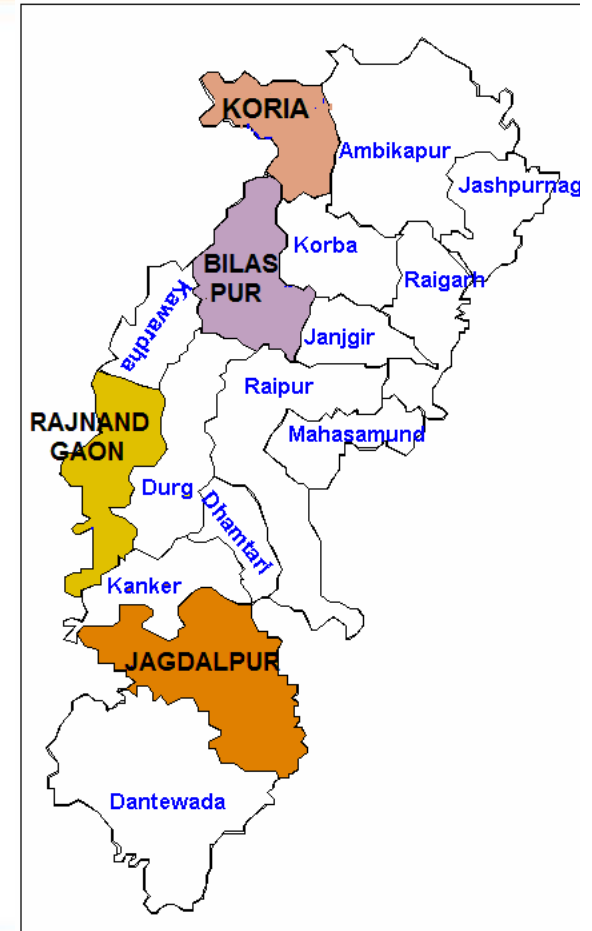 KORIA
Ambikapur
Jashpurnag
Korba
BILAS
PUR
Raigarh
Kawardha
Janjgir
Raipur
RAJNAND
GAON
Mahasamund
Durg
Dhamtari
Kanker
JAGDALPUR
Dantewada